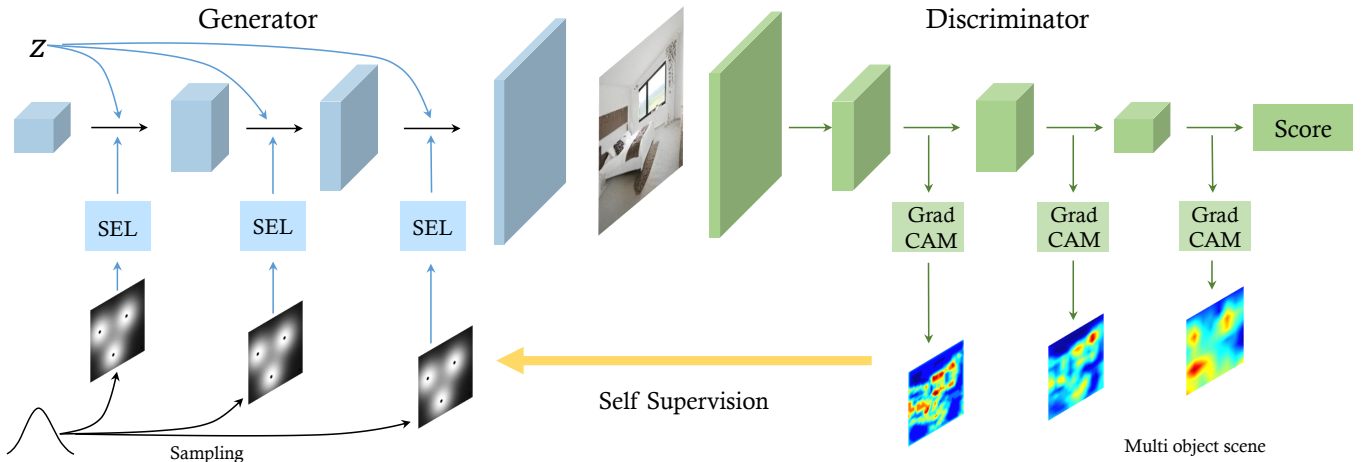 Generator
Discriminator
z
Score
SEL
SEL
SEL
Grad
CAM
Grad
CAM
Grad
CAM
Self Supervision
Sampling
Multi object scene